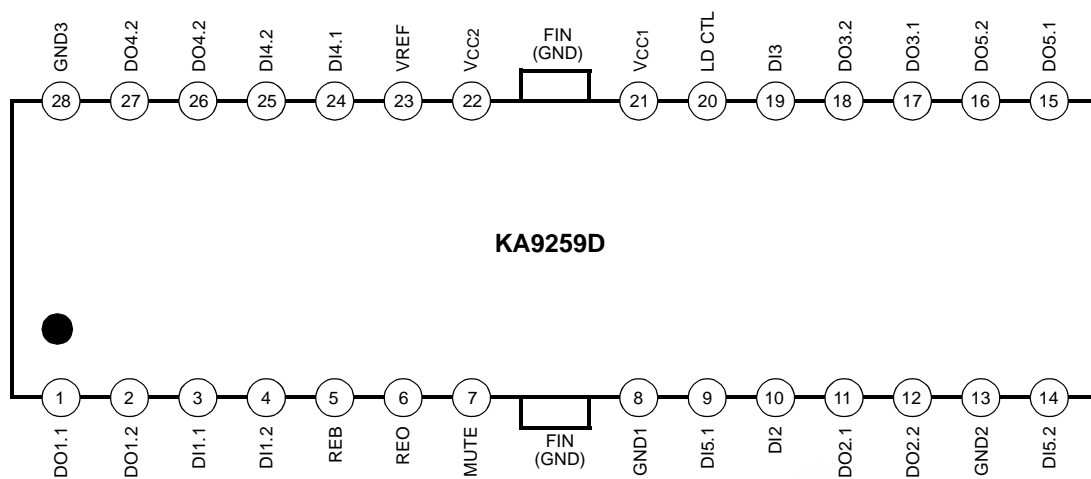 GND3
DO4.2
DO4.2
DI4.2
DI4.1
VREF
VCC2
FIN
(GND)
VCC1
LD CTL
DI3
DO3.2
DO3.1
DO5.2
DO5.1
28
27
26
25
24
23
22
21
20
19
18
17
16
15
KA9259D
1
2
3
4
5
6
7
8
9
10
11
12
13
14
DO1.1
DO1.2
DI1.1
DI1.2
REB
REO
MUTE
FIN
(GND)
GND1
DI5.1
DI2
DO2.1
DO2.2
GND2
DI5.2